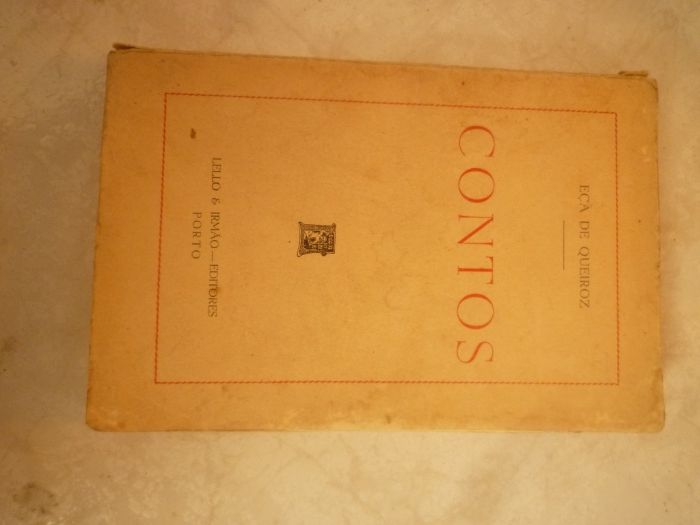 EÇA DE QUEIROZ
CONTOS
LELLO & IRMÃO — EDITORES
PORTO